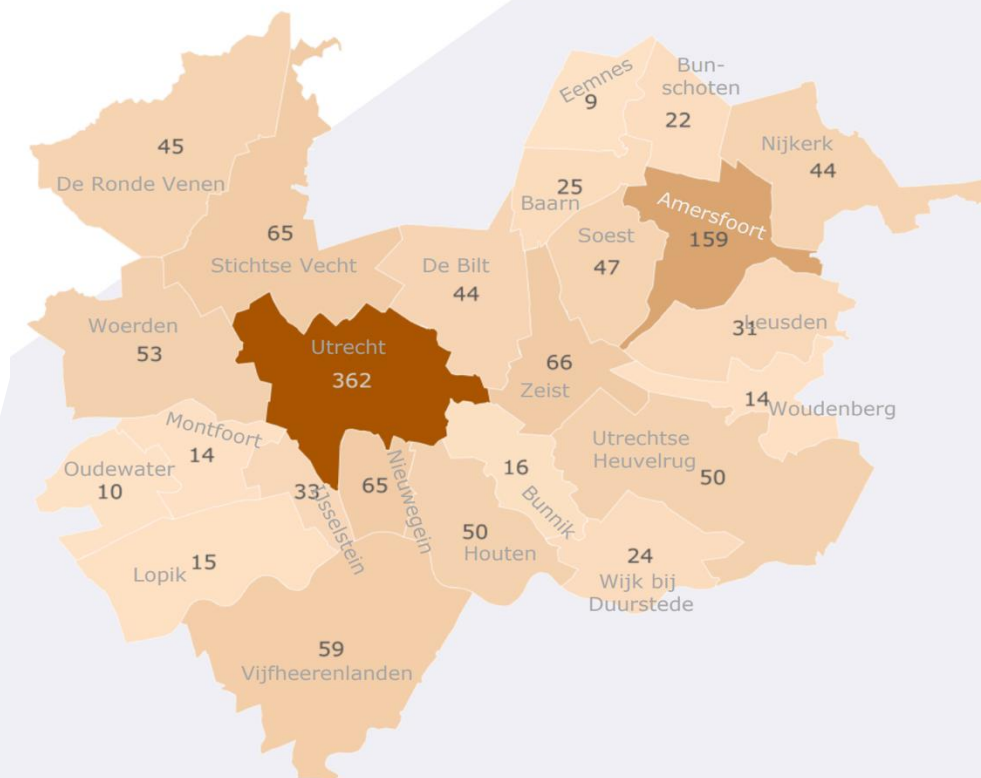 Eemnes
9
Bun-
schoten
22
Nijkerk
44
45
De Ronde Venen
25
Baarn
Amersfoort
159
65
Stichtse Vecht
Soest
47
De Bilt
44
Woerden
53
Utrecht
362
31
Leusden
66
Zeist
14
Woudenberg
Montfoort
14
Utrechtse
Heuvelrug
50
Oudewater
10
33
IJsselstein
65
Nieuwegein
16
Bunnik
50
Houten
15
Lopik
24
Wijk bij
Duurstede
59
Vijfheerenlanden